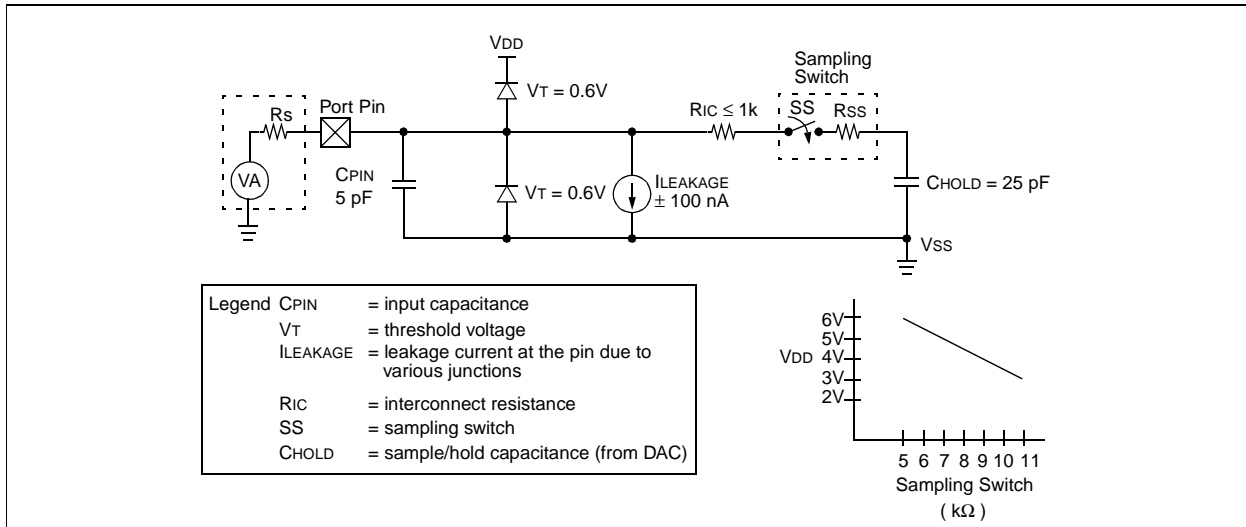 VDD
Sampling
Switch
VT = 0.6V
RS
Port Pin
RIC ≤ 1k
SS
RSS
VA
CPIN
5 pF
VT = 0.6V
ILEAKAGE
± 100 nA
CHOLD = 25 pF
VSS
Legend CPIN = input capacitance
VT = threshold voltage
ILEAKAGE = leakage current at the pin due to
various junctions
RIC = interconnect resistance
SS = sampling switch
CHOLD = sample/hold capacitance (from DAC)
6V
5V
VDD 4V
3V
2V
5 6 7 8 9 10 11
Sampling Switch
( kΩ )